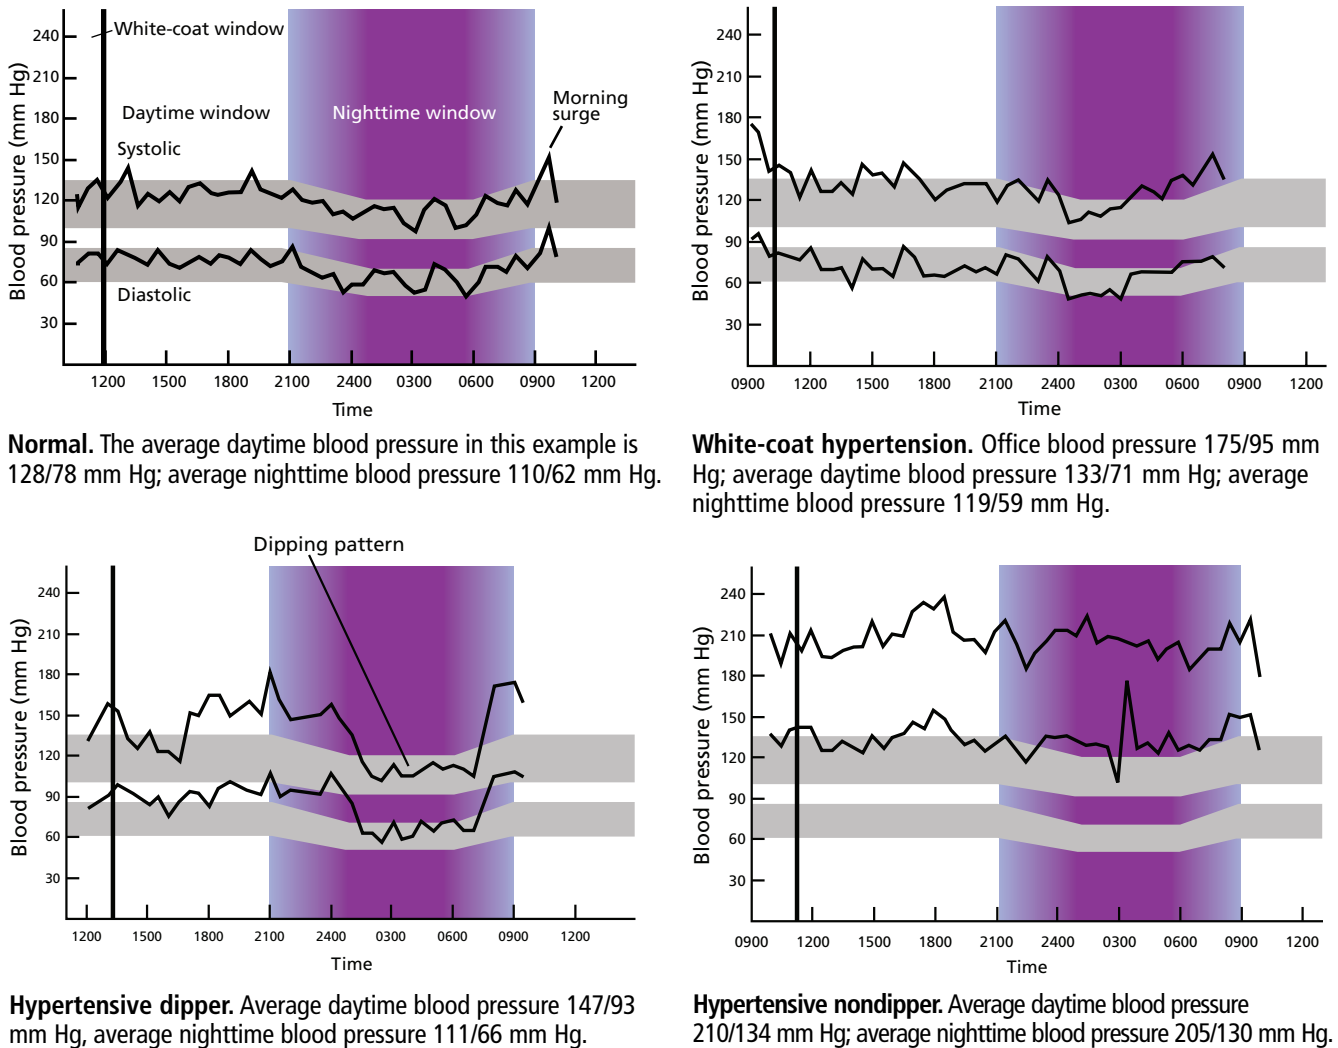 240
210
180
150
120
90
60
30
Blood pressure (mm Hg)
White-coat window
Daytime window
Nighttime window
Morning
surge
Systolic
Diastolic
1200 1500 1800 2100 2400 0300 0600 0900 1200
Time
Normal. The average daytime blood pressure in this example is
128/78 mm Hg; average nighttime blood pressure 110/62 mm Hg.
240
210
180
150
120
90
60
30
Blood pressure (mm Hg)
0900 1200 1500 1800 2100 2400 0300 0600 0900 1200
Time
White-coat hypertension. Office blood pressure 175/95 mm
Hg; average daytime blood pressure 133/71 mm Hg; average
nighttime blood pressure 119/59 mm Hg.
Dipping pattern
240
210
180
150
120
90
60
30
Blood pressure (mm Hg)
1200 1500 1800 2100 2400 0300 0600 0900 1200
Time
Hypertensive dipper. Average daytime blood pressure 147/93
mm Hg, average nighttime blood pressure 111/66 mm Hg.
240
210
180
150
120
90
60
30
Blood pressure (mm Hg)
0900 1200 1500 1800 2100 2400 0300 0600 0900 1200
Time
Hypertensive nondipper. Average daytime blood pressure
210/134 mm Hg; average nighttime blood pressure 205/130 mm Hg.